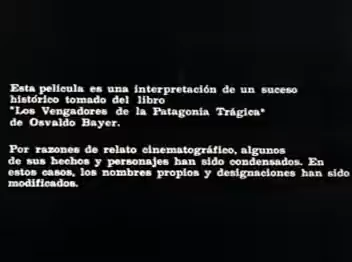 Esta película es una interpretación de un suceso
histórico tomado del libro
"Los Vengadores de la Patagonia Trágica"
de Osvaldo Bayer.
Por razones de relato cinematográfico, algunos
de sus hechos y personajes han sido condensados. En
estos casos, los nombres propios y designaciones han sido
modificados.